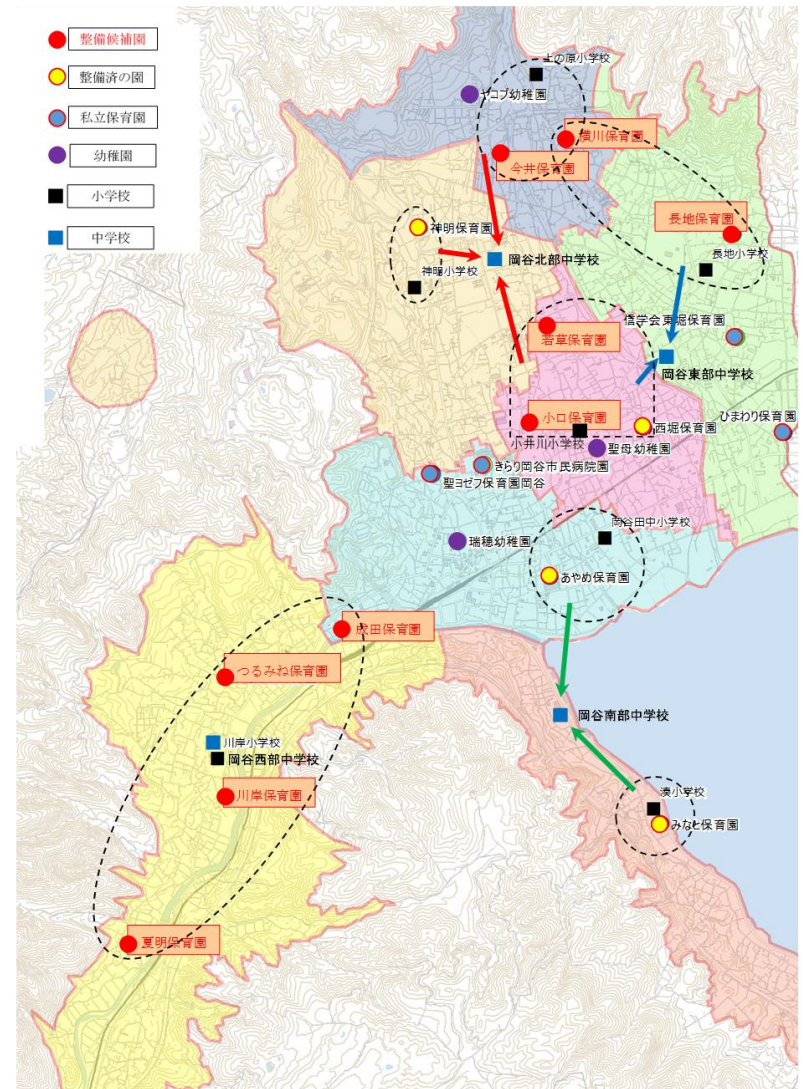 整備候補園
整備済の園
私立保育園
幼稚園
小学校
中学校
上の原小学校
ヤコブ幼稚園
横川保育園
今井保育園
長地保育園
神明保育園
長地小学校
岡谷北部中学校
神明小学校
信学会東堀保育園
若草保育園
岡谷東部中学校
小口保育園
ひまわり保育園
西堀保育園
小井川小学校
聖母幼稚園
きらり岡谷市民病院園
聖ヨゼフ保育園岡谷
岡谷田中小学校
瑞穂幼稚園
あやめ保育園
成田保育園
つるみね保育園
岡谷南部中学校
川岸小学校
岡谷西部中学校
川岸保育園
湊小学校
みなと保育園
夏明保育園